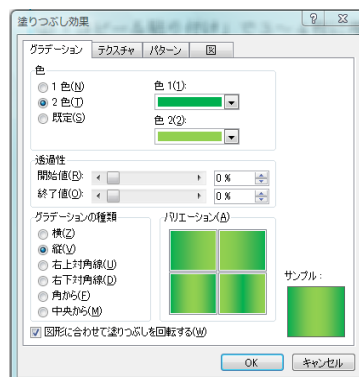 塗りつぶし効果
グラデーション テクスチャ パターン 図
色
1 色(N) 色 1(1):
2 色(T)
既定(S) 色 2(2):
透過性
開始値(R): 0 %
終了値(O): 0 %
グラデーションの種類 バリエーション(A)
横(Z)
縦(V)
右上対角線(U)
右下対角線(D)
角から(F)
中央から(M)
サンプル :
図形に合わせて塗りつぶしを回転する(W)
OK キャンセル